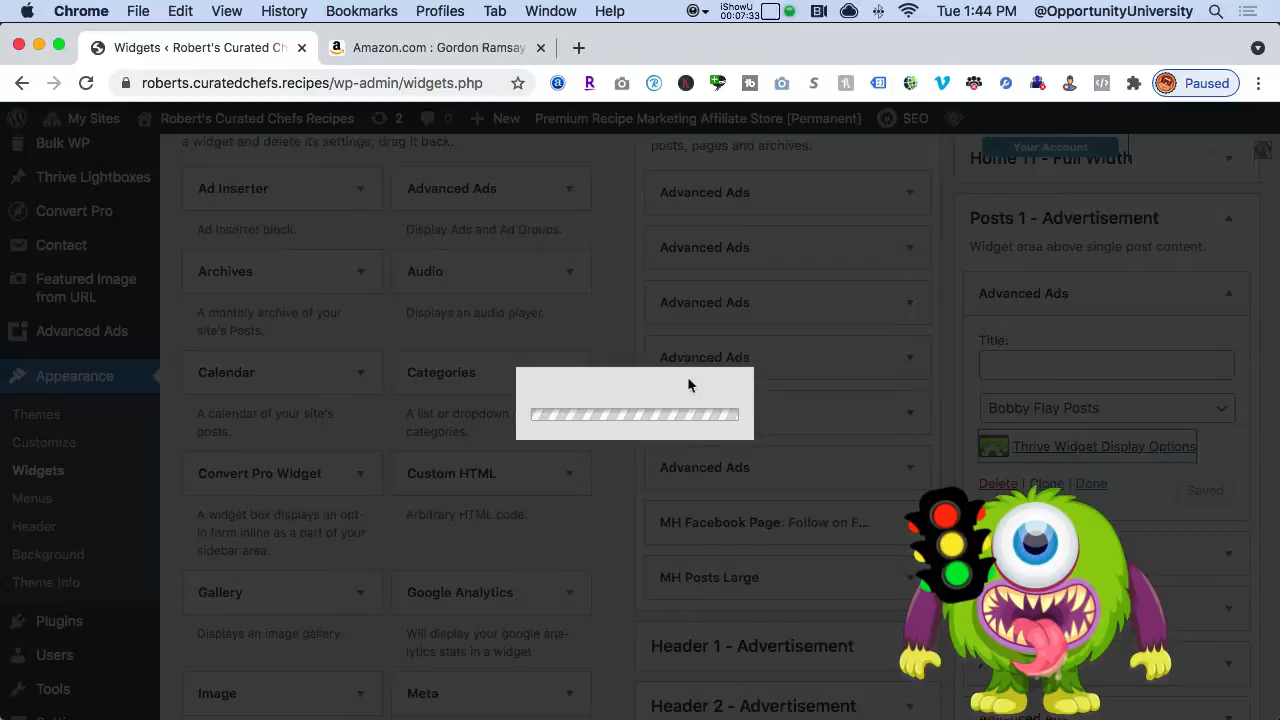 Chrome File Edit View History Bookmarks Profiles Tab Window Help iShowU 00:07:33 Tue 1:44 PM @OpportunityUniversity
Widgets ‹ Robert's Curated Ch
Amazon.com : Gordon Ramsay
roberts.curatedchefs.recipes/wp-admin/widgets.php
Paused
My Sites Robert's Curated Chefs Recipes 2 0 New Premium Recipe Marketing Affiliate Store [Permanent] SEO
Bulk WP
Thrive Lightboxes
Convert Pro
Contact
Featured Image
from URL
Advanced Ads
Appearance
Themes
Customize
Widgets
Menus
Header
Background
Theme Info
Plugins
Users
Tools
a widget and delete its settings, drag it back.
Ad Inserter
Ad Inserter block.
Advanced Ads
Display Ads and Ad Groups.
Archives
A monthly archive of your
site's Posts.
Audio
Displays an audio player.
Calendar
A calendar of your site's
posts.
Categories
A list or dropdown
categories.
Convert Pro Widget
A widget box displays an opt-
in form inline as a part of your
sidebar area.
Custom HTML
Arbitrary HTML code.
Gallery
Displays an image gallery.
Google Analytics
Will display your google ana-
lytics stats in a widget
Image
Meta
posts, pages and archives.
Advanced Ads
Advanced Ads
Advanced Ads
Advanced Ads
Advanced Ads
MH Facebook Page: Follow on F...
MH Posts Large
Header 1 - Advertisement
Header 2 - Advertisement
Your Account
Home 11 - Full Width
Posts 1 - Advertisement
Widget area above single post content.
Advanced Ads
Title:
Bobby Flay Posts
Thrive Widget Display Options
Delete | Clone | Done
Saved